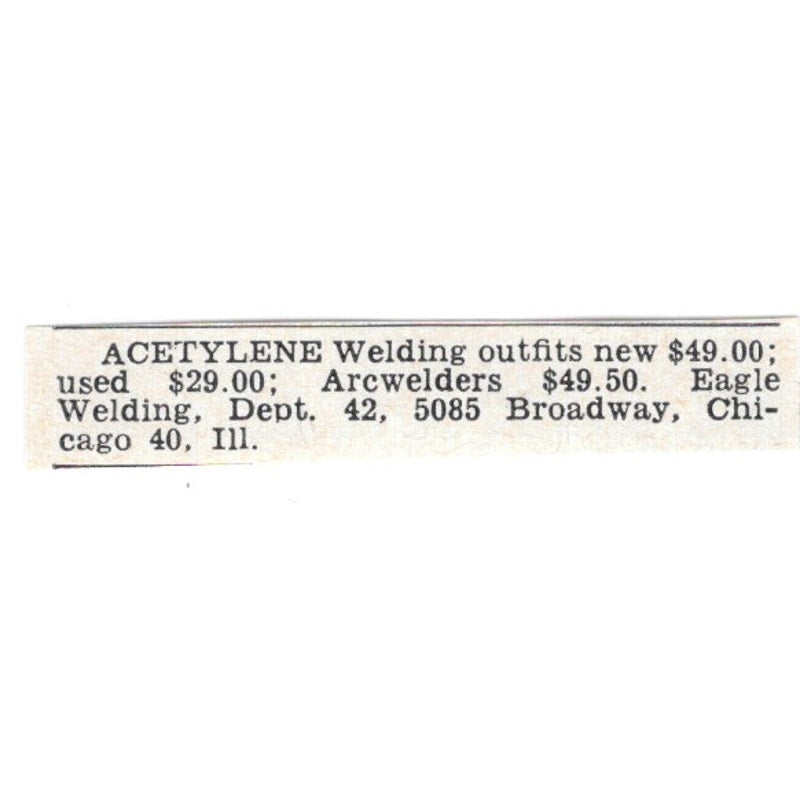 ACETYLENE Welding outfits new $49.00;
used $29.00; Arcwelders $49.50. Eagle
Welding, Dept. 42, 5085 Broadway, Chi-
cago 40, Ill.